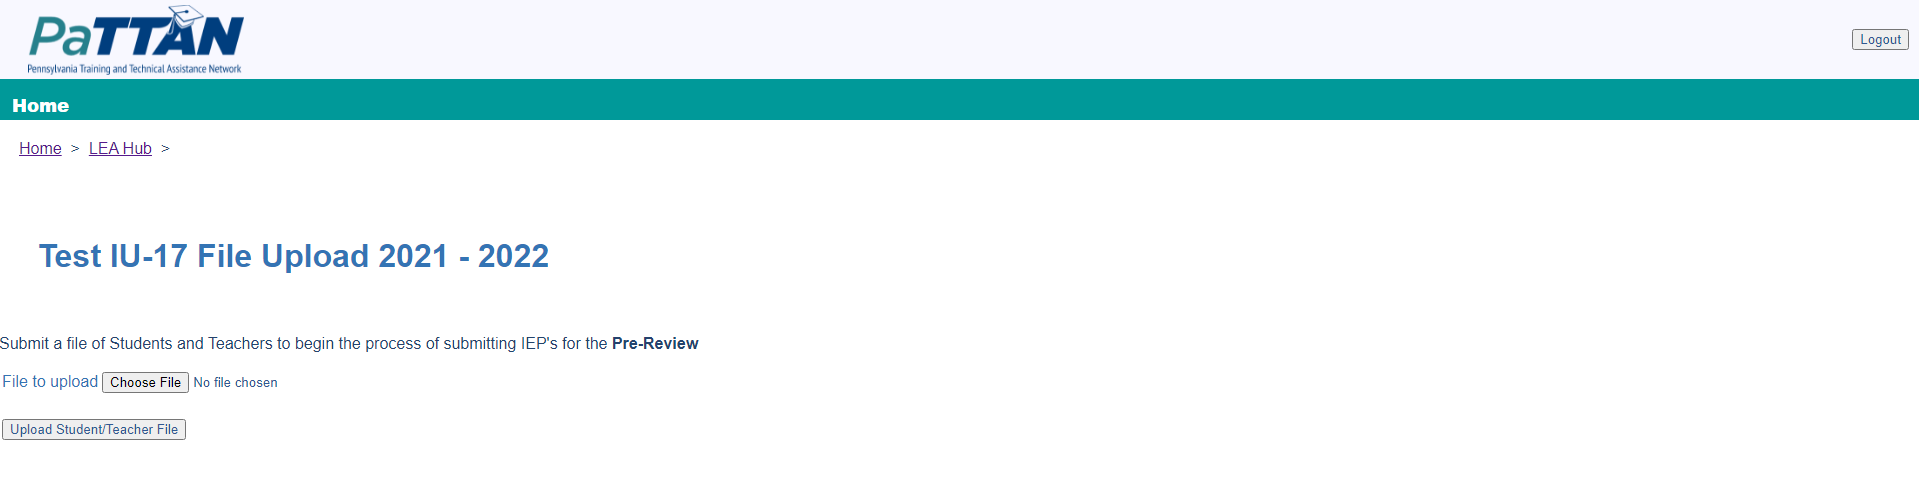 PaTTAN
Pennsylvania Training and Technical Assistance Network
Logout
Home
Home > LEA Hub >
Test IU-17 File Upload 2021 - 2022
Submit a file of Students and Teachers to begin the process of submitting IEP's for the Pre-Review
File to upload Choose File No file chosen
Upload Student/Teacher File